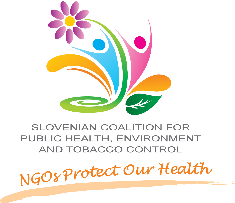 SLOVENIAN COALITION FOR
PUBLIC HEALTH, ENVIRONMENT
AND TOBACCO CONTROL
NGOs Protect Our Health